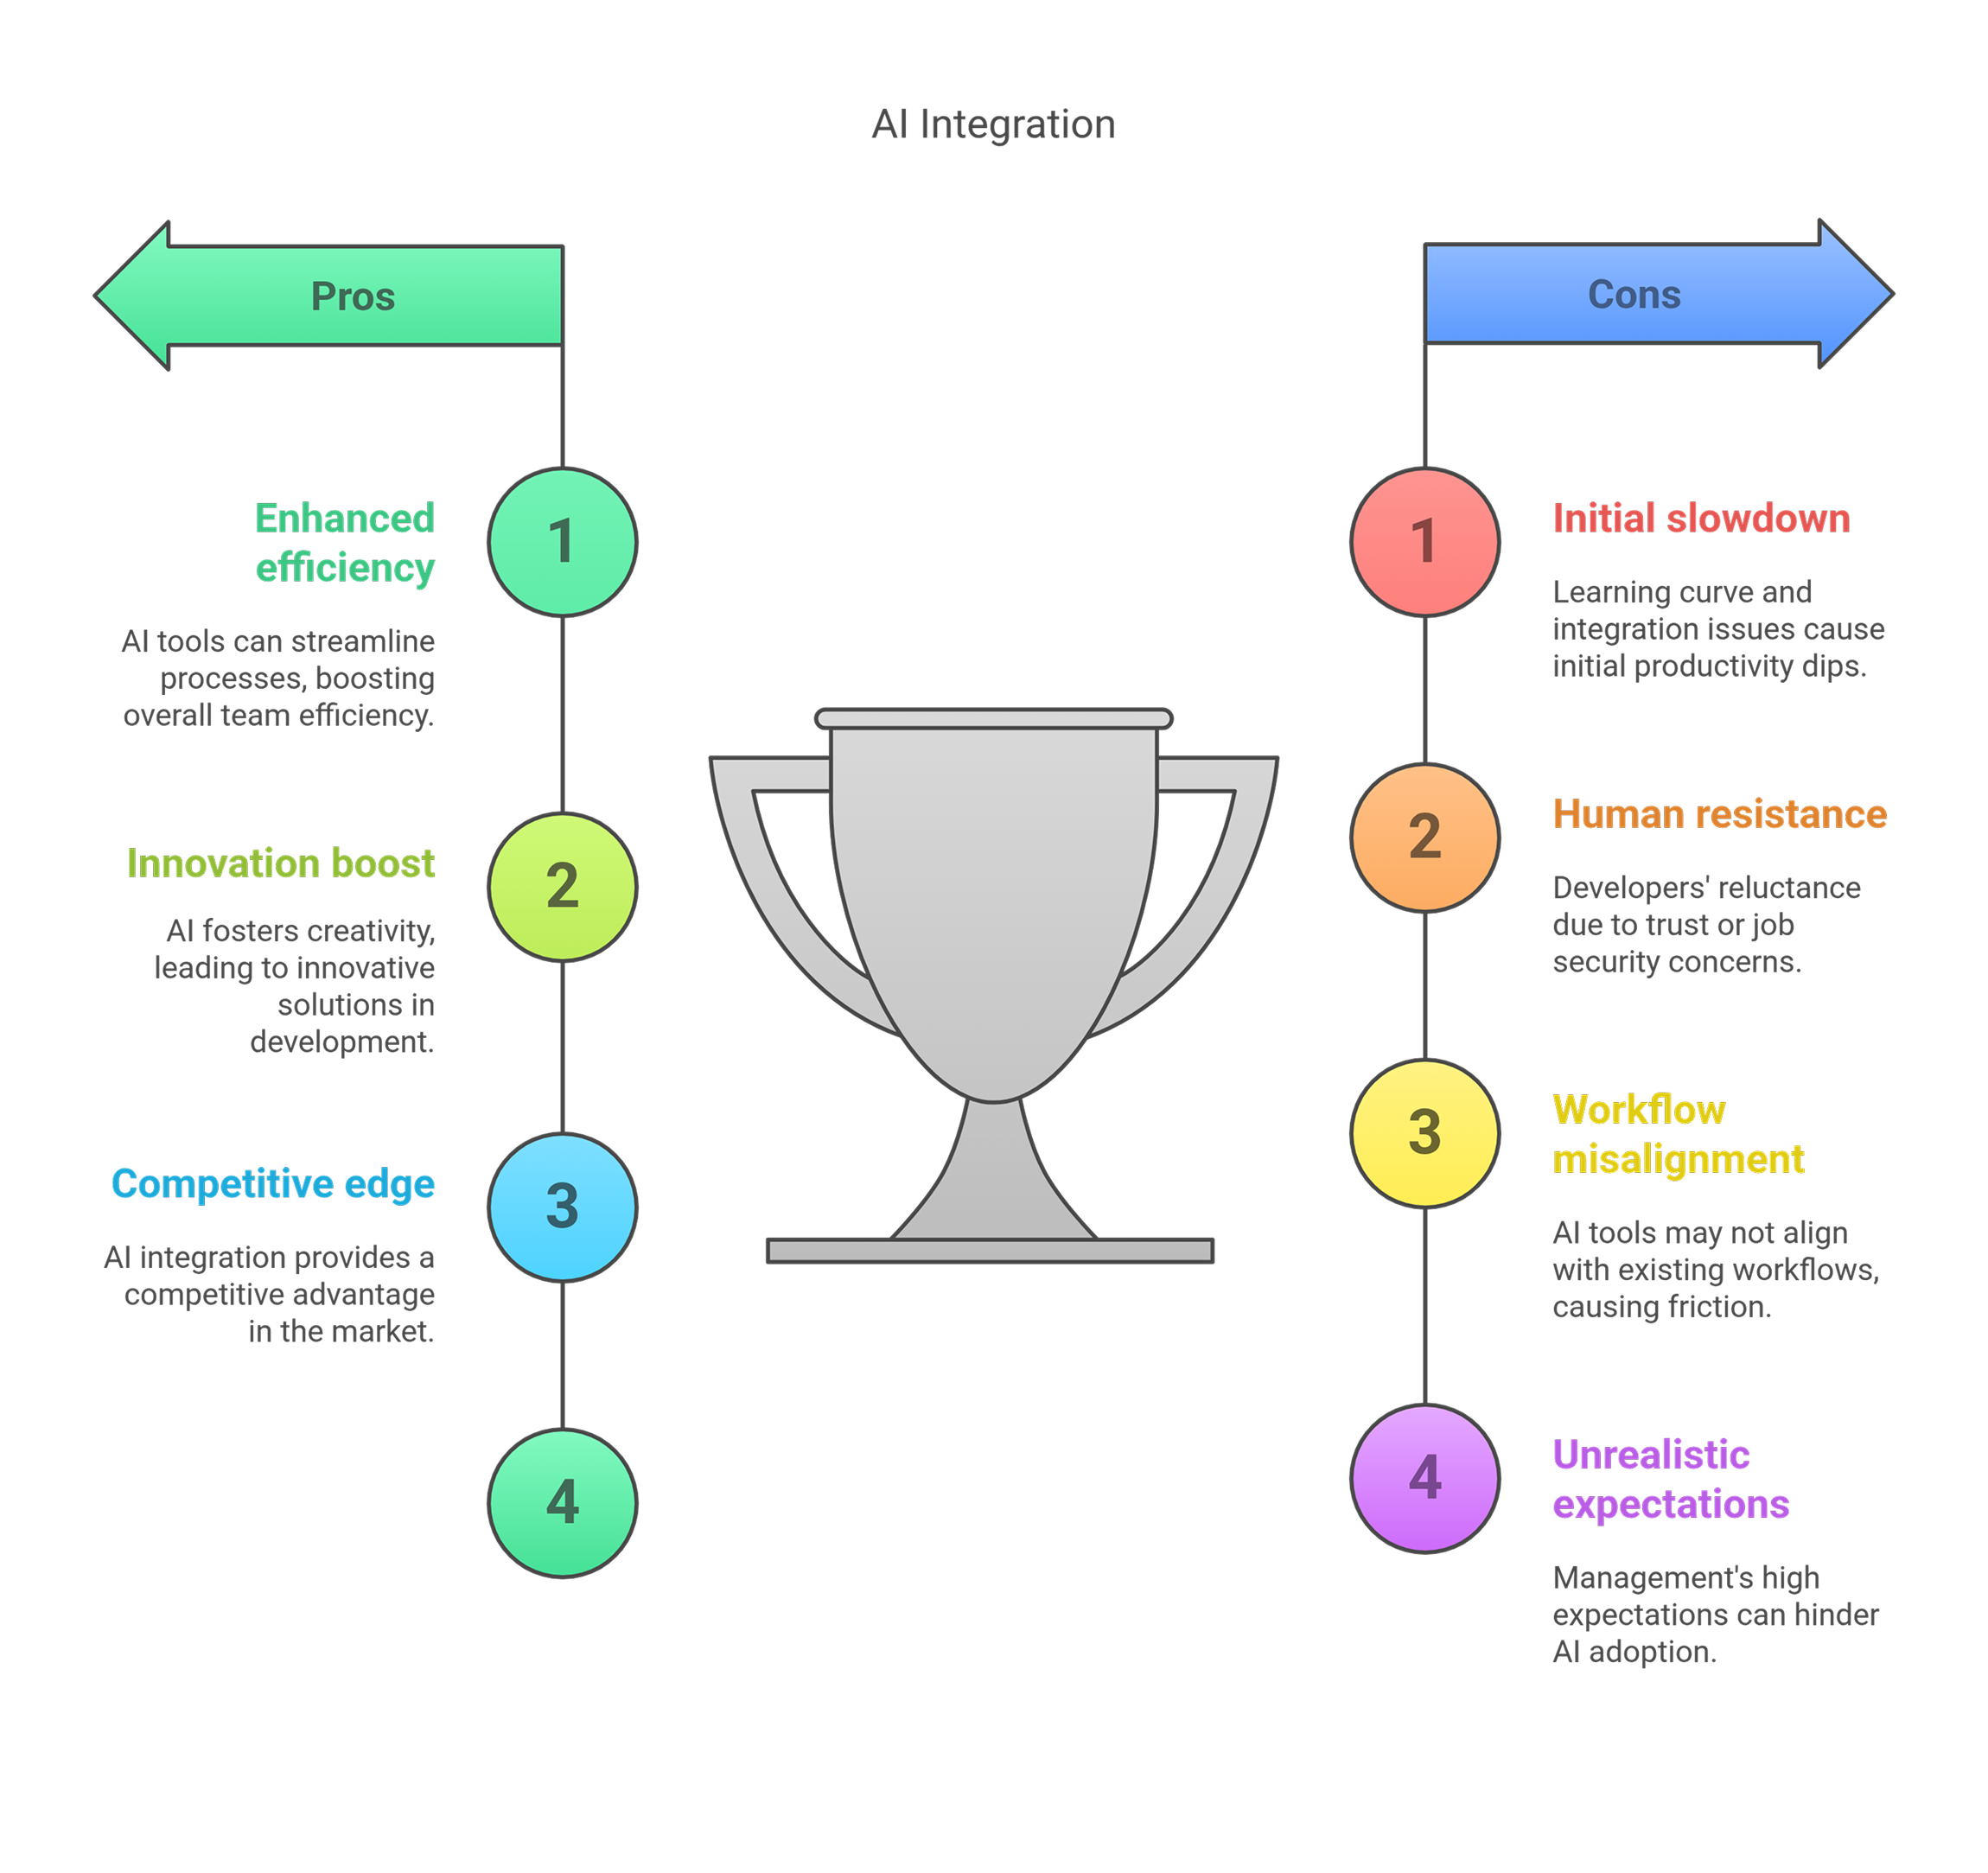 AI Integration
Pros
1
Enhanced
efficiency
AI tools can streamline
processes, boosting
overall team efficiency.
2
Innovation boost
AI fosters creativity,
leading to innovative
solutions in
development.
3
Competitive edge
AI integration provides a
competitive advantage
in the market.
4
Cons
1
Initial slowdown
Learning curve and
integration issues cause
initial productivity dips.
2
Human resistance
Developers' reluctance
due to trust or job
security concerns.
3
Workflow
misalignment
AI tools may not align
with existing workflows,
causing friction.
4
Unrealistic
expectations
Management's high
expectations can hinder
AI adoption.